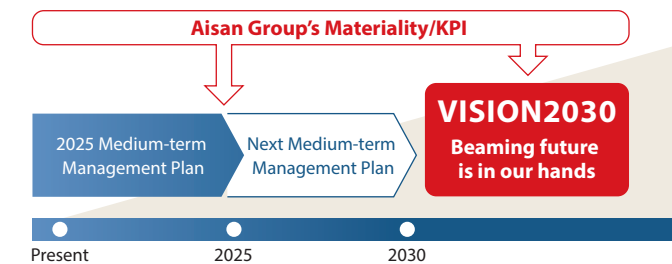 Aisan Group's Materiality/KPI
2025 Medium-term
Management Plan
Next Medium-term
Management Plan
VISION2030
Beaming future
is in our hands
Present
2025
2030